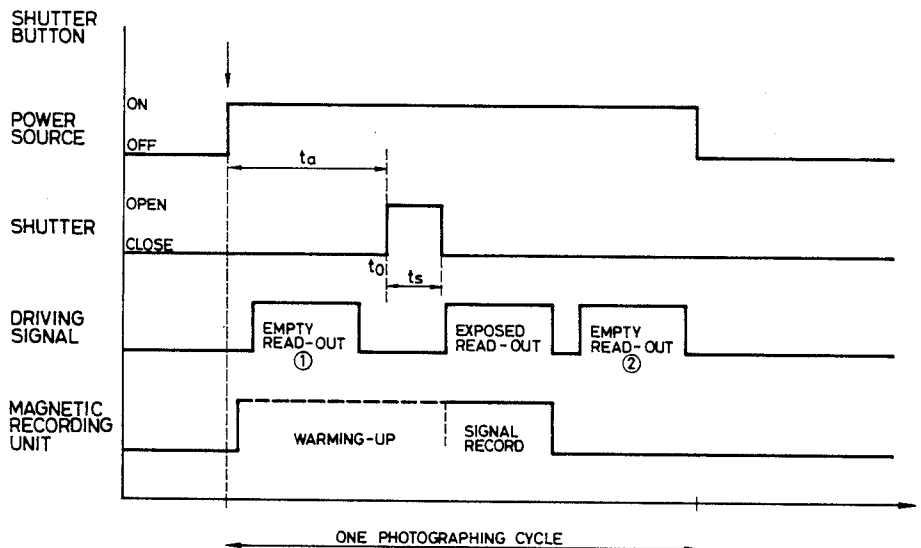 SHUTTER
BUTTON
POWER
SOURCE
ON
OFF
ta
SHUTTER
OPEN
CLOSE
to
ts
DRIVING
SIGNAL
EMPTY
READ-OUT
①
EXPOSED
READ-OUT
EMPTY
READ-OUT
②
MAGNETIC
RECORDING
UNIT
WARMING-UP
SIGNAL
RECORD
ONE PHOTOGRAPHING CYCLE